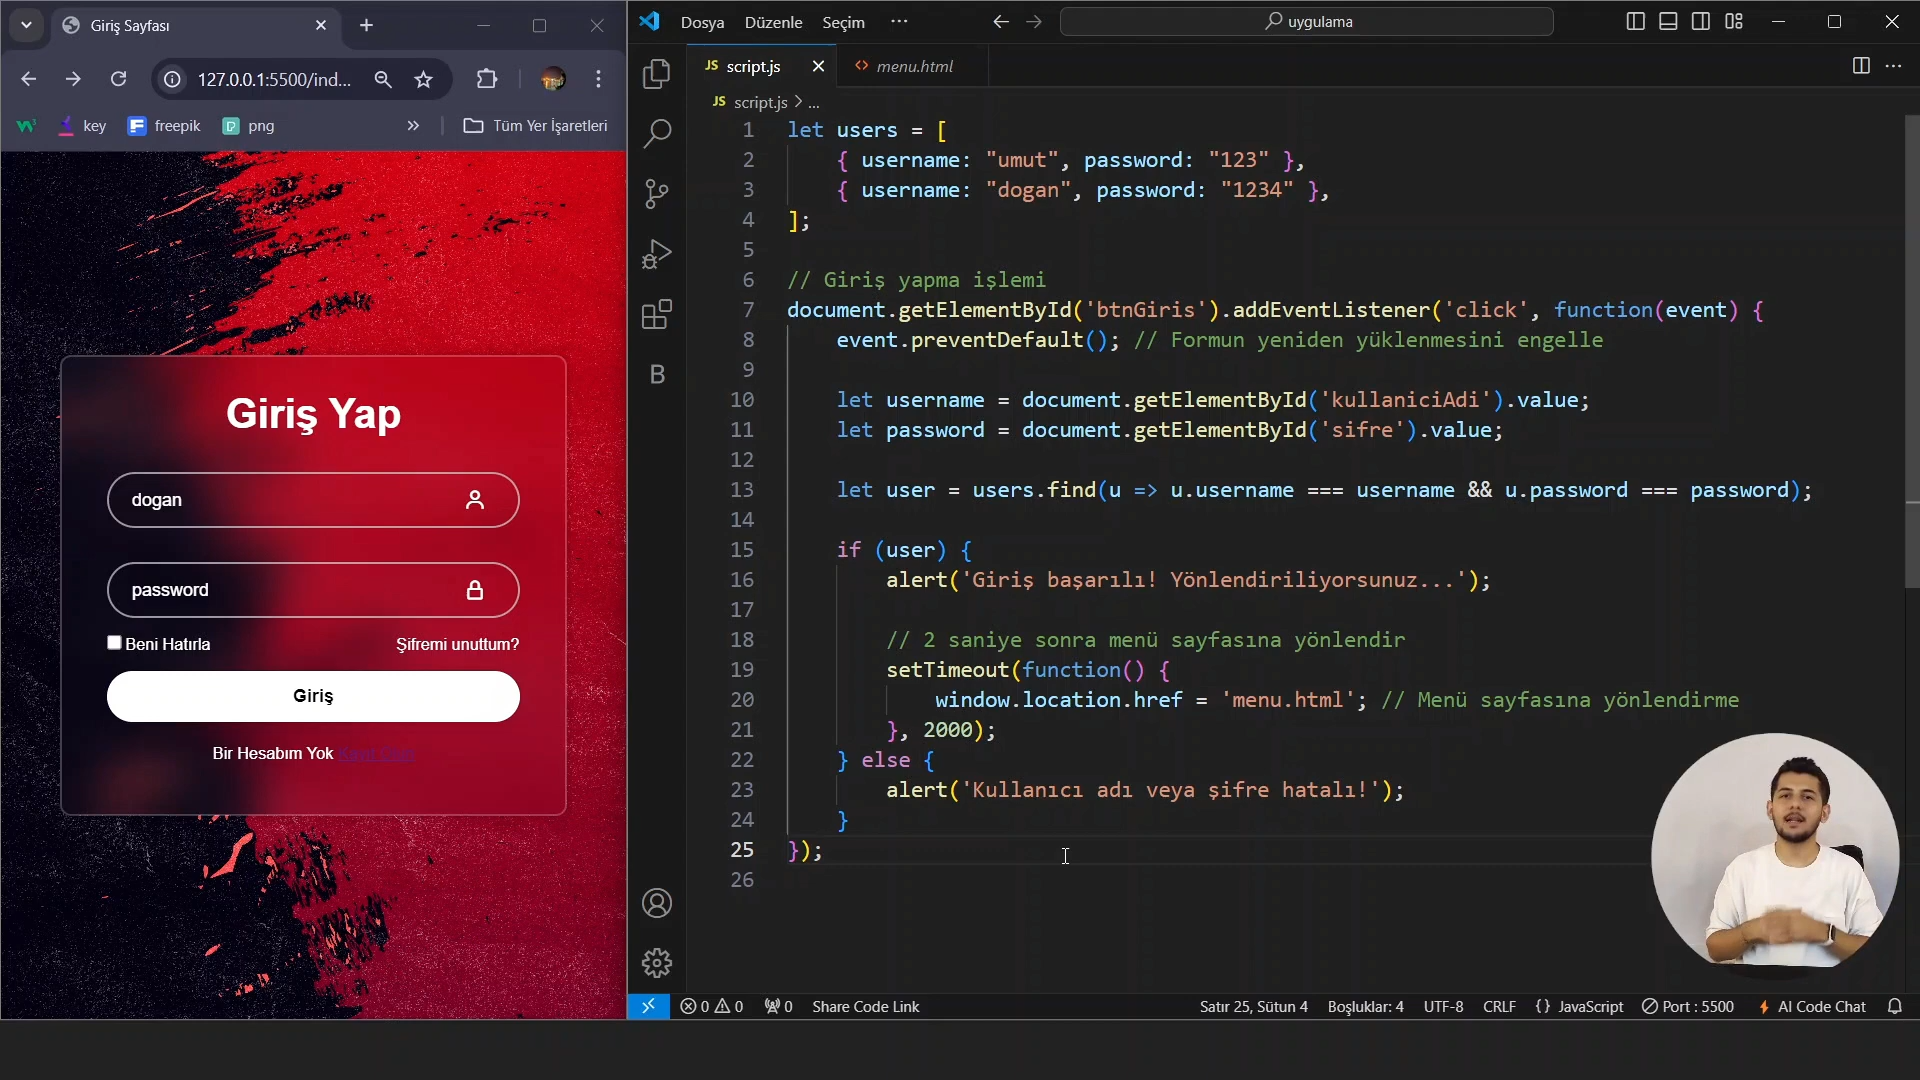 Giriş Sayfası
127.0.0.1:5500/ind...
key
freepik
png
Tüm Yer İşaretleri
Giriş Yap
dogan
password
Beni Hatırla
Şifremi unuttum?
Giriş
Bir Hesabım Yok
Dosya Düzenle Seçim ...
uygulama
JS script.js
menu.html
JS script.js > ...
1 let users = [
2 { username: "umut", password: "123" },
3 { username: "dogan", password: "1234" },
4 ];
5
6 // Giriş yapma işlemi
7 document.getElementById('btnGiris').addEventListener('click', function(event) {
8 event.preventDefault(); // Formun yeniden yüklenmesini engelle
9
10 let username = document.getElementById('kullaniciAdi').value;
11 let password = document.getElementById('sifre').value;
12
13 let user = users.find(u => u.username === username && u.password === password);
14
15 if (user) {
16 alert('Giriş başarılı! Yönlendiriliyorsunuz...');
17
18 // 2 saniye sonra menü sayfasına yönlendir
19 setTimeout(function() {
20 window.location.href = 'menu.html'; // Menü sayfasına yönlendirme
21 }, 2000);
22 } else {
23 alert('Kullanıcı adı veya şifre hatalı!');
24 }
25 });
26
B
0 0 0 Share Code Link
Satır 25, Sütun 4 Boşluklar: 4 UTF-8 CRLF {} JavaScript Port : 5500 AI Code Chat